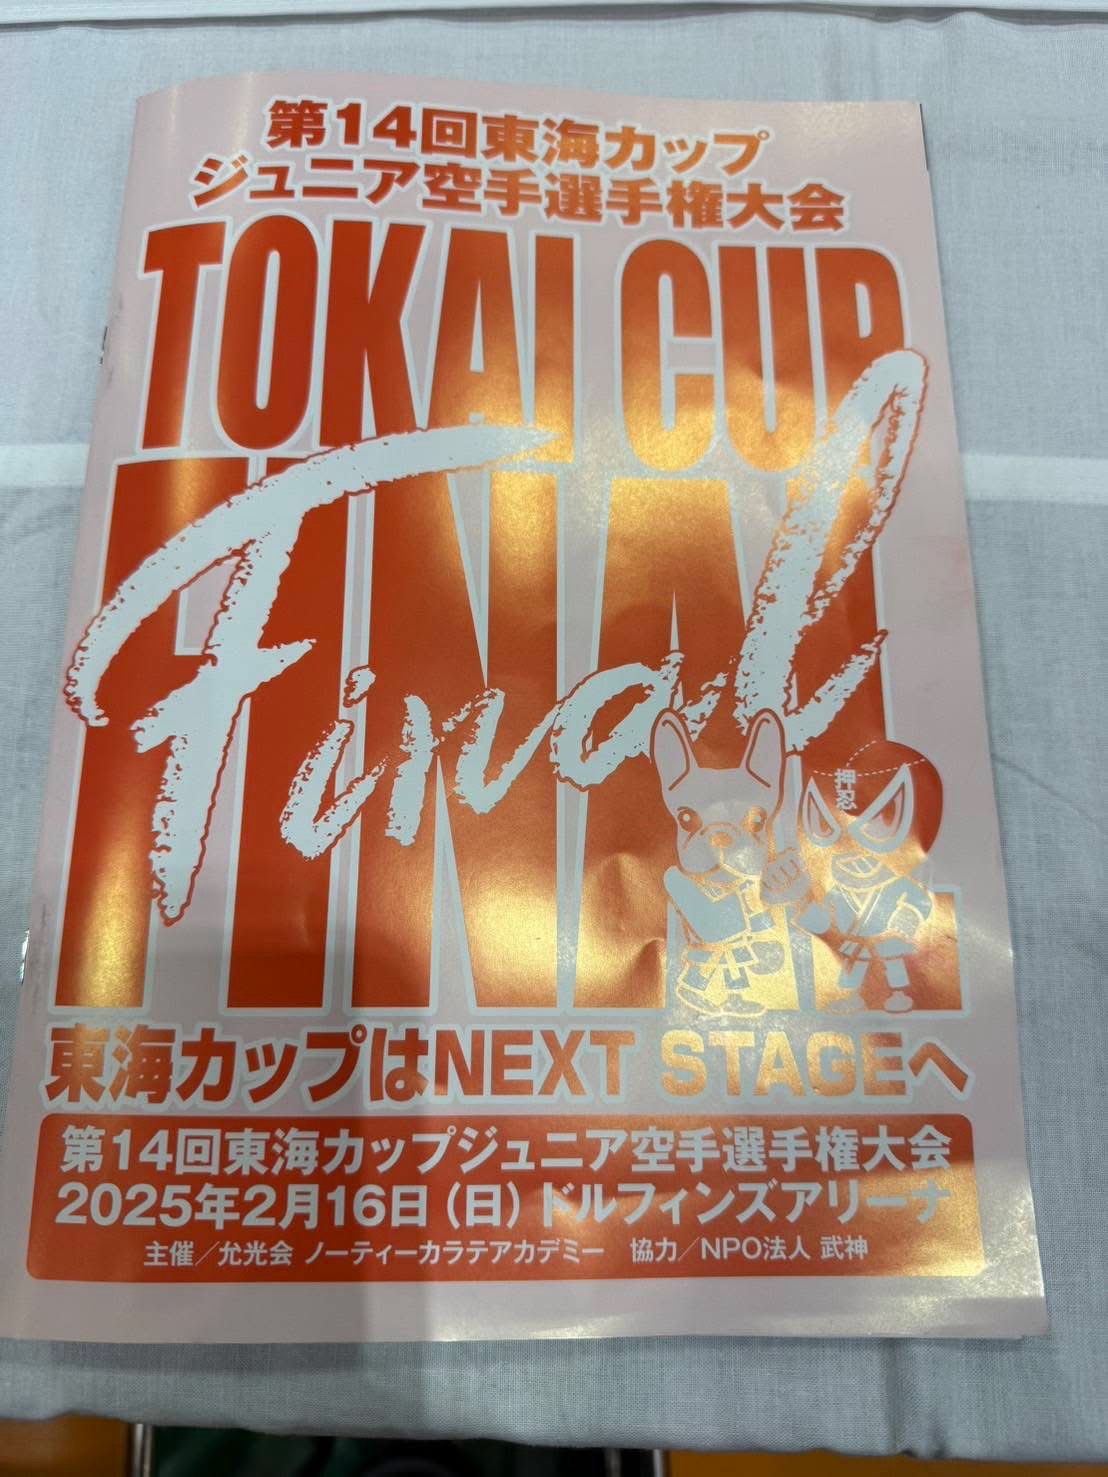 第14回東海カップ
ジュニア空手選手権大会
TOKAI CUP
FINAL
Final
押忍
東海カップはNEXT STAGEへ
第14回東海カップジュニア空手選手権大会
2025年2月16日（日）ドルフィンズアリーナ
主催／尤光会 ノーティーカラテアカデミー　協力／NPO法人 武神